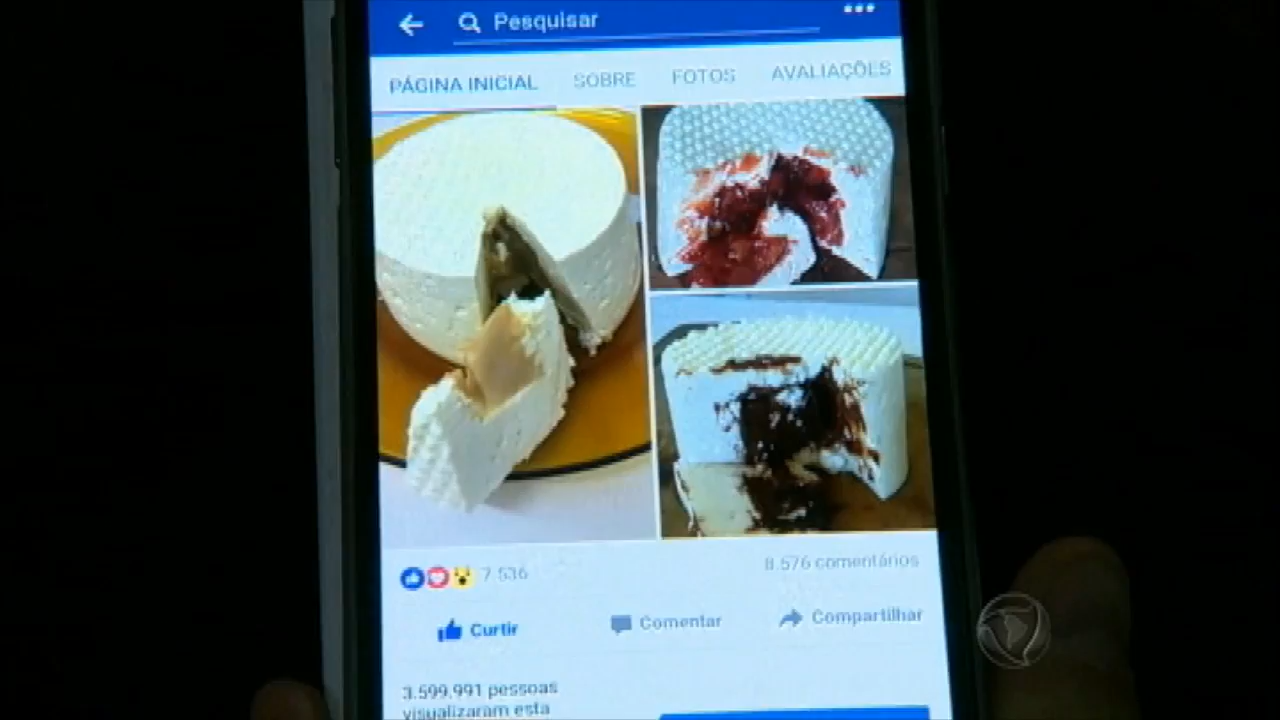 Pesquisar
PÁGINA INICIAL SOBRE FOTOS AVALIAÇÕES
7.536 8.576 comentários
Curtir Comentar Compartilhar
3.599.991 pessoas
visualizaram esta